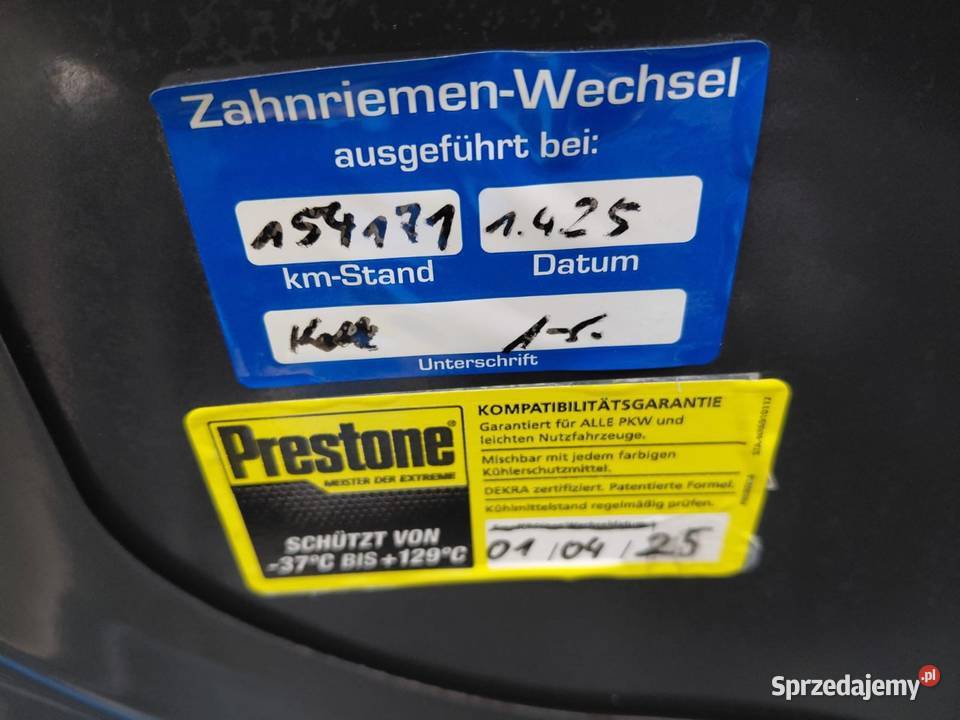 Zahnriemen-Wechsel
ausgeführt bei:
154171 1.4.25
km-Stand Datum
Unterschrift
Prestone®
MEISTER DER EXTREME
SCHÜTZT VON
-37°C BIS +129°C
KOMPATIBILITÄTSGARANTIE
Garantiert für ALLE PKW und
leichten Nutzfahrzeuge.
Mischbar mit jedem farbigen
Kühlerschutzmittel.
DEKRA zertifiziert. Patentierte Formel.
Kühlmittelstand regelmäßig prüfen.
01/04/25
Sprzedajemy.pl